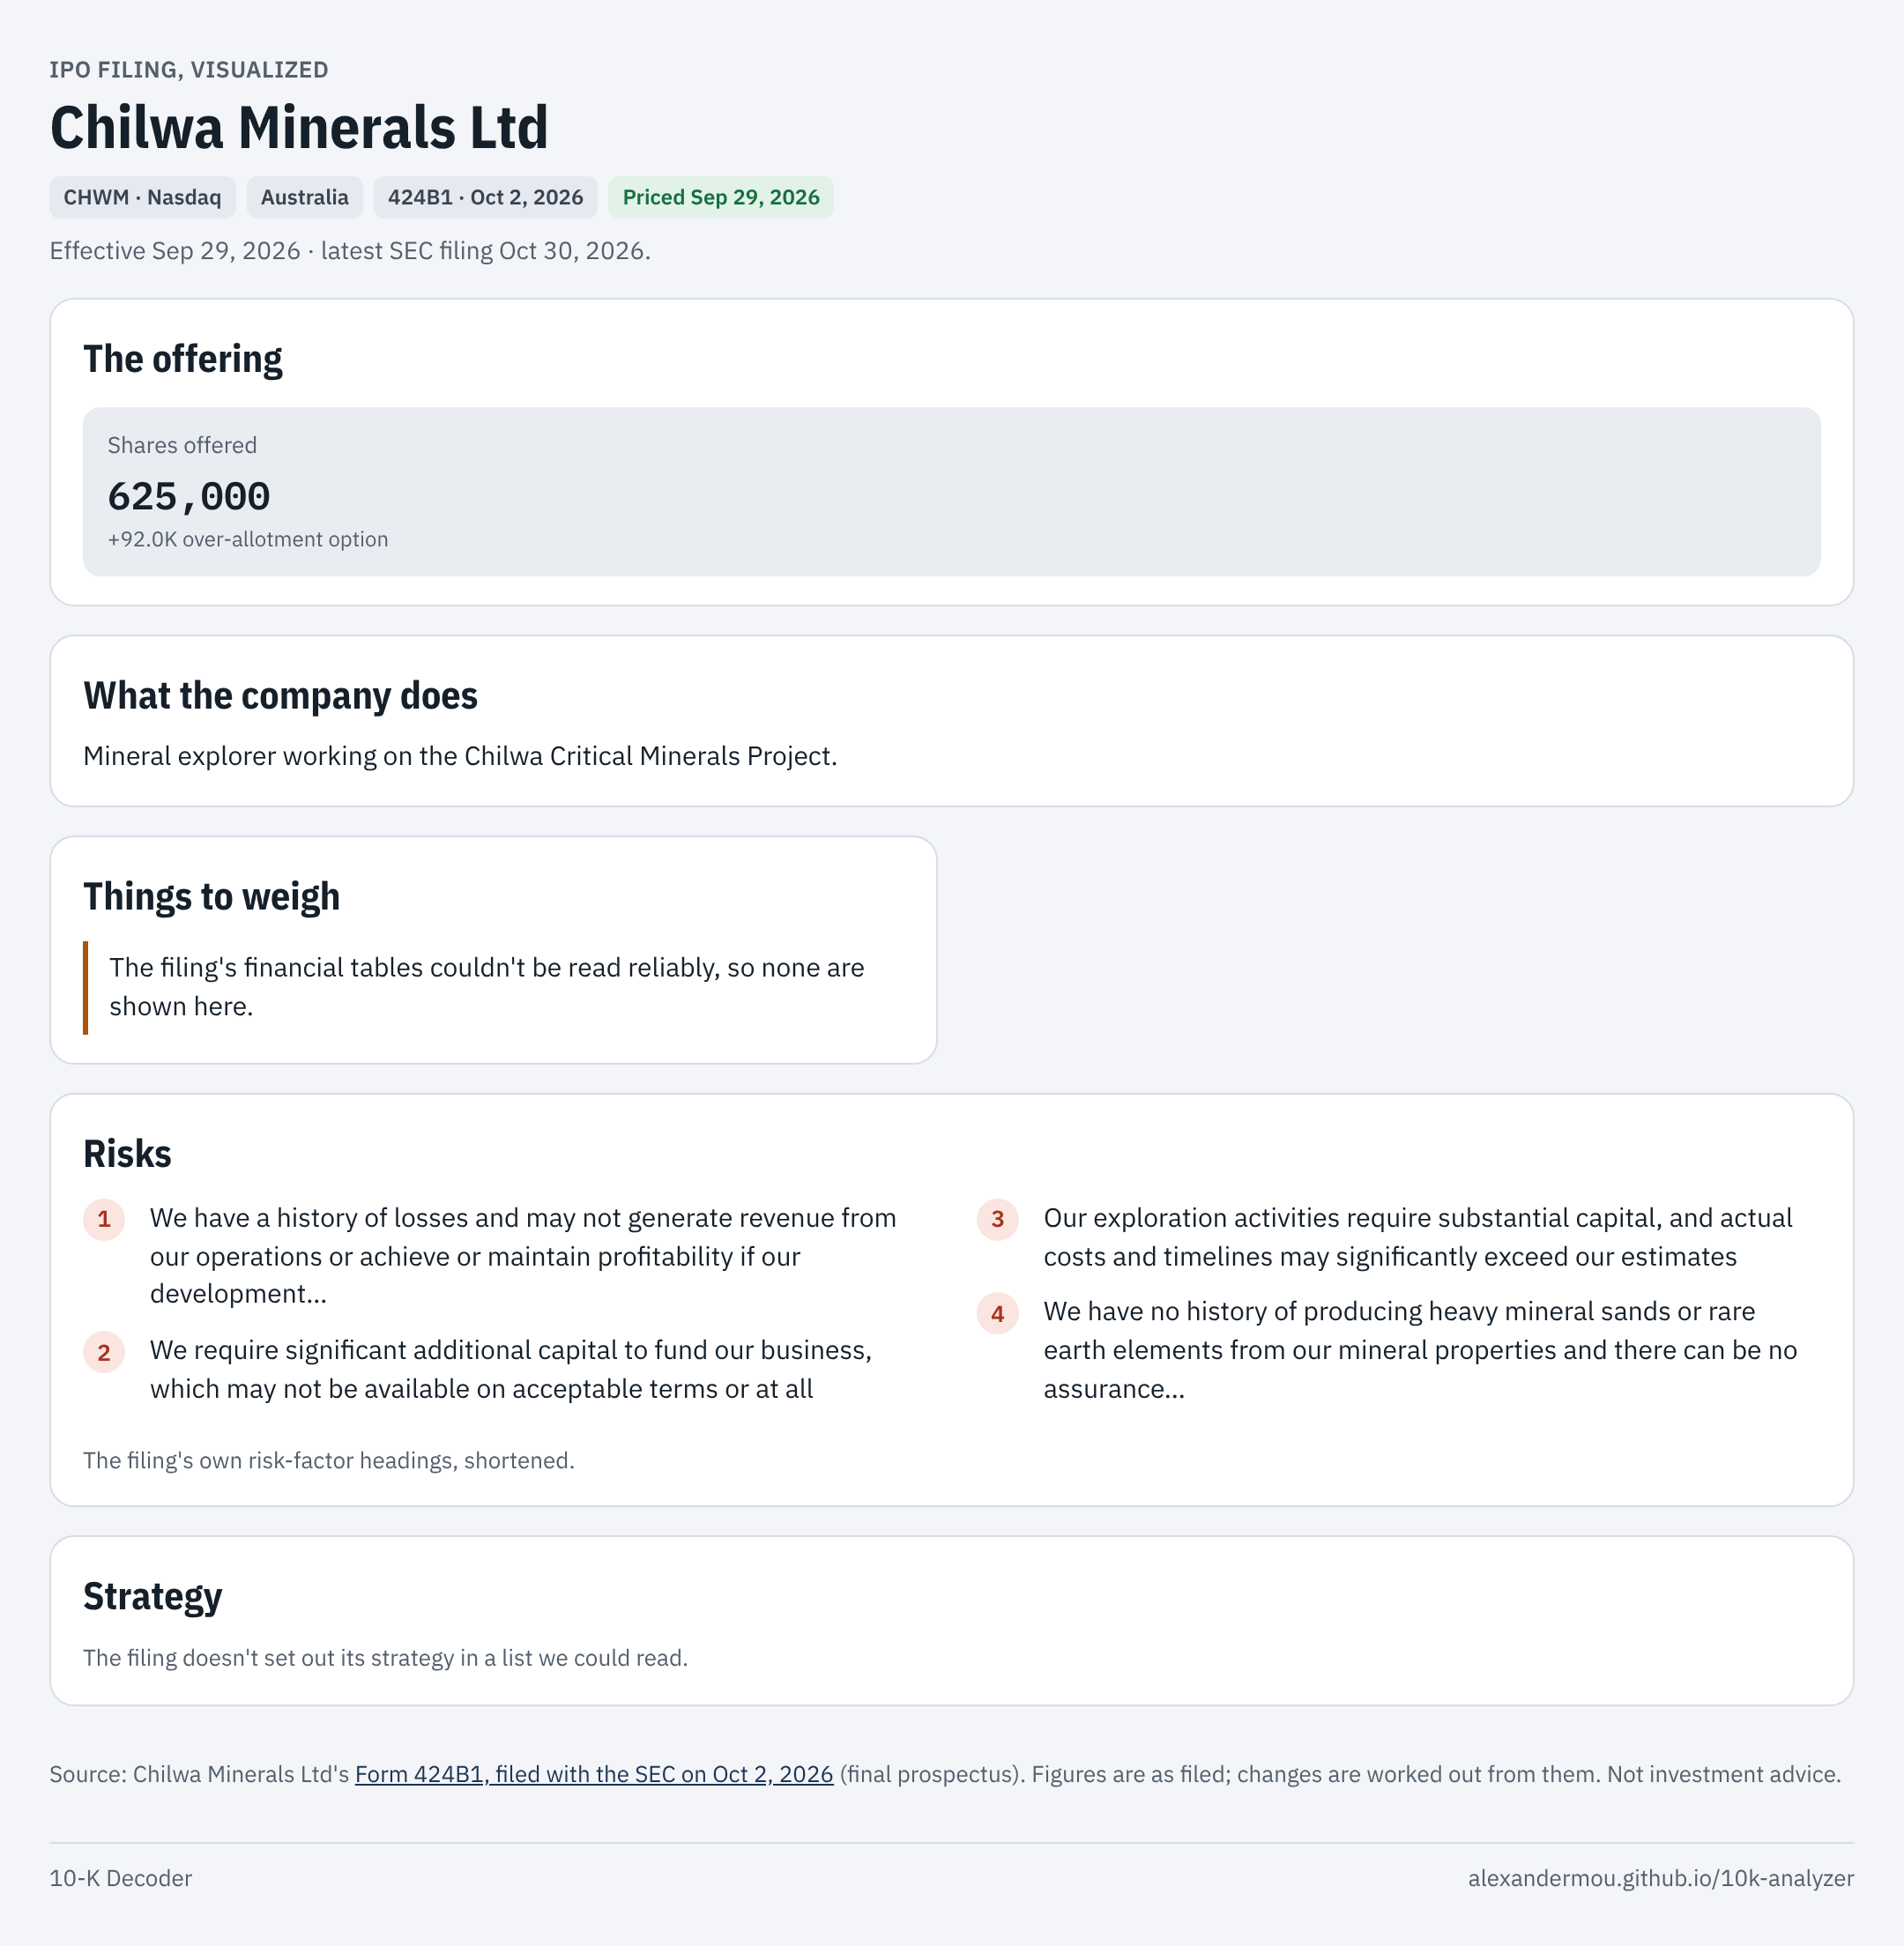 IPO FILING, VISUALIZED
Chilwa Minerals Ltd
CHWM · Nasdaq
Australia
424B1 · Oct 2, 2026
Priced Sep 29, 2026
Effective Sep 29, 2026 · latest SEC filing Oct 30, 2026.
The offering
Shares offered
625,000
+92.0K over-allotment option
What the company does
Mineral explorer working on the Chilwa Critical Minerals Project.
Things to weigh
The filing's financial tables couldn't be read reliably, so none are
shown here.
Risks
1
We have a history of losses and may not generate revenue from
our operations or achieve or maintain profitability if our
development…
2
We require significant additional capital to fund our business,
which may not be available on acceptable terms or at all
3
Our exploration activities require substantial capital, and actual
costs and timelines may significantly exceed our estimates
4
We have no history of producing heavy mineral sands or rare
earth elements from our mineral properties and there can be no
assurance…
The filing's own risk-factor headings, shortened.
Strategy
The filing doesn't set out its strategy in a list we could read.
Source: Chilwa Minerals Ltd's Form 424B1, filed with the SEC on Oct 2, 2026 (final prospectus). Figures are as filed; changes are worked out from them. Not investment advice.
10-K Decoder
alexandermou.github.io/10k-analyzer